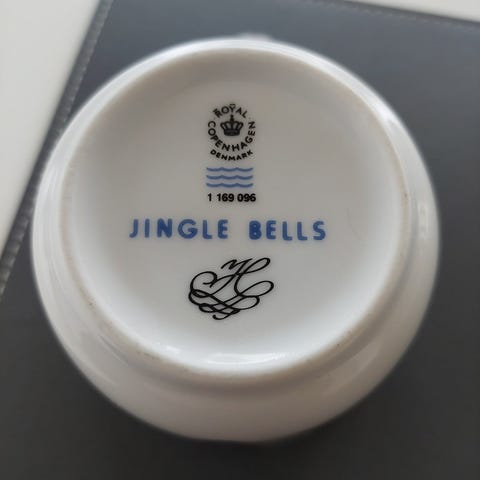 ROYAL
COPENHAGEN
DENMARK
1 169 096
JINGLE BELLS